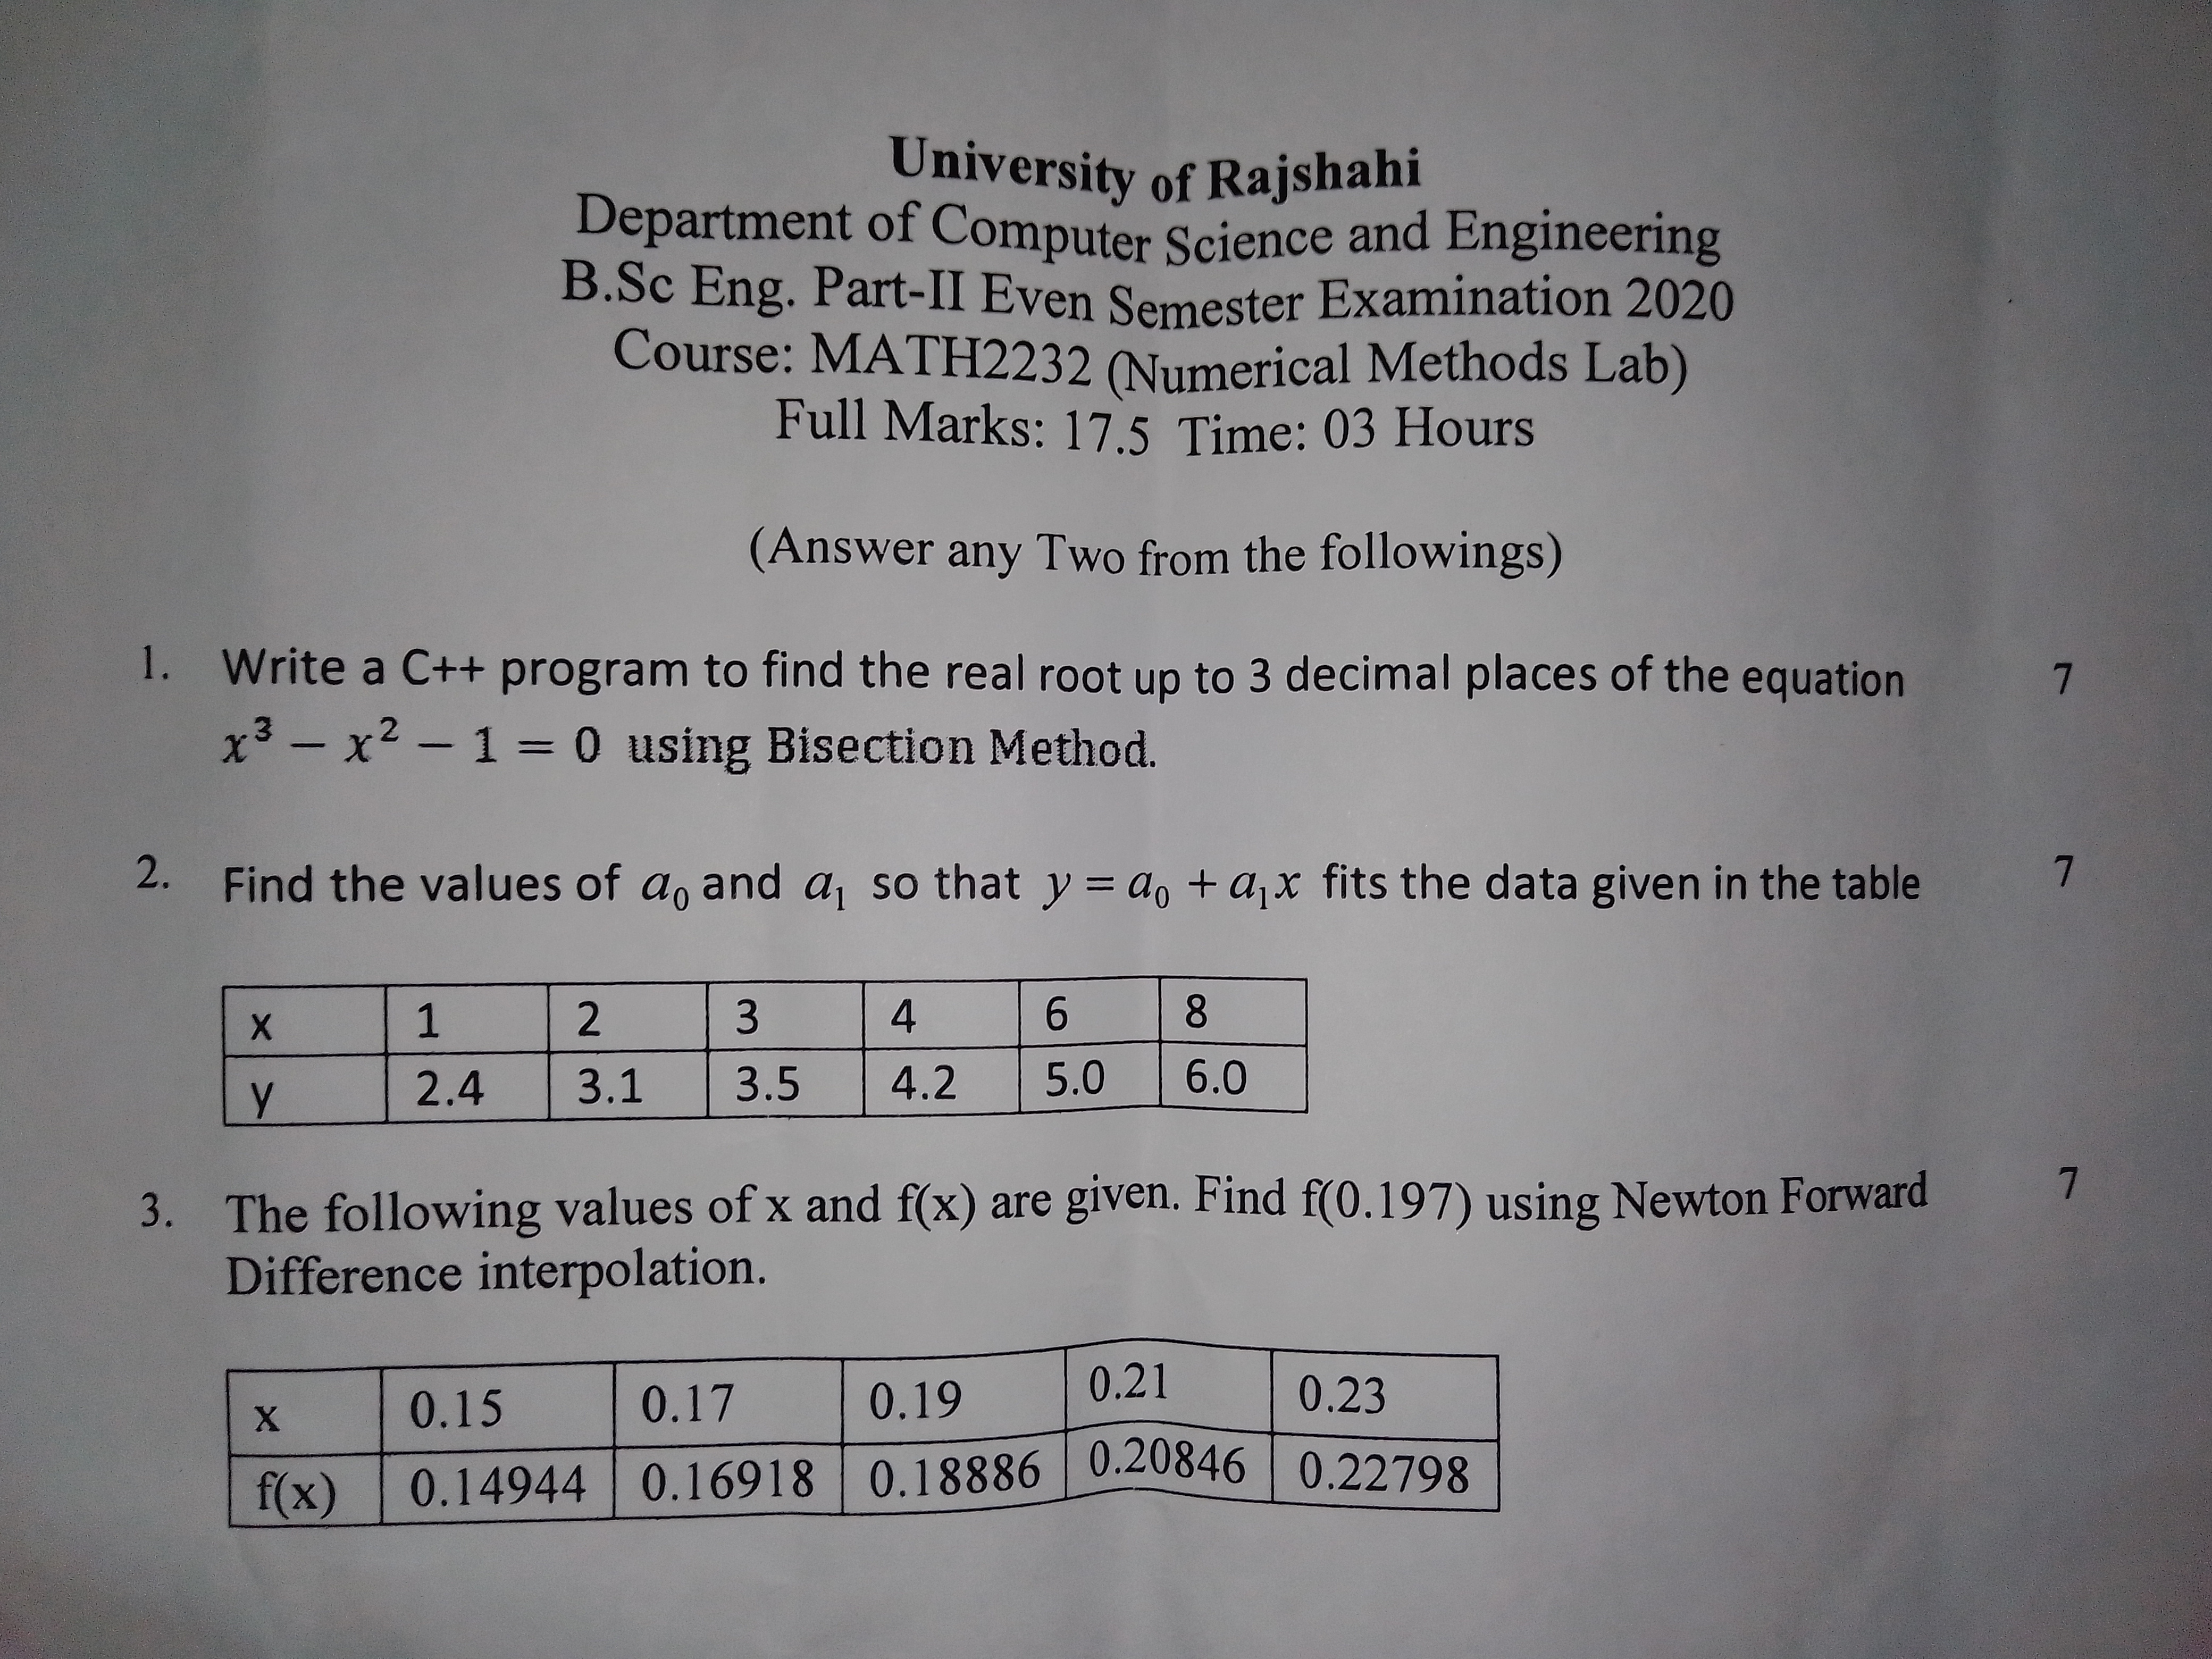 University of Rajshahi
Department of Computer Science and Engineering
B.Sc Eng. Part-II Even Semester Examination 2020
Course: MATH2232 (Numerical Methods Lab)
Full Marks: 17.5 Time: 03 Hours
(Answer any Two from the followings)
1. Write a C++ program to find the real root up to 3 decimal places of the equation 7
x³ − x² − 1 = 0 using Bisection Method.
2. Find the values of a₀ and a₁ so that y = a₀ + a₁x fits the data given in the table 7
x 1 2 3 4 6 8
y 2.4 3.1 3.5 4.2 5.0 6.0
3. The following values of x and f(x) are given. Find f(0.197) using Newton Forward 7
Difference interpolation.
x 0.15 0.17 0.19 0.21 0.23
f(x) 0.14944 0.16918 0.18886 0.20846 0.22798